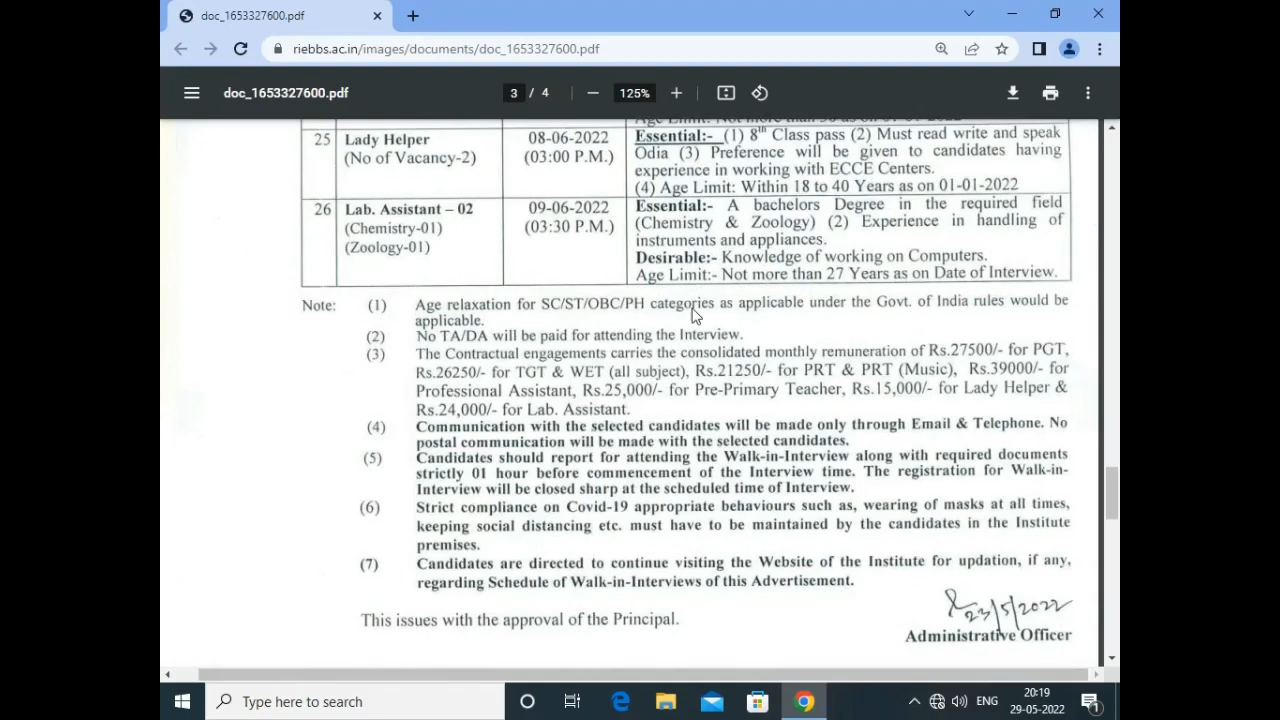 doc_1653327600.pdf
riebbs.ac.in/images/documents/doc_1653327600.pdf
doc_1653327600.pdf
3 / 4
125%
25 Lady Helper (No of Vacancy-2) 08-06-2022 (03:00 P.M.)
Essential:- (1) 8th Class pass (2) Must read write and speak
Odia (3) Preference will be given to candidates having
experience in working with ECCE Centers.
(4) Age Limit: Within 18 to 40 Years as on 01-01-2022
26 Lab. Assistant – 02 (Chemistry-01) (Zoology-01) 09-06-2022 (03:30 P.M.)
Essential:- A bachelors Degree in the required field
(Chemistry & Zoology) (2) Experience in handling of
instruments and appliances.
Desirable:- Knowledge of working on Computers.
Age Limit:- Not more than 27 Years as on Date of Interview.
Note: (1) Age relaxation for SC/ST/OBC/PH categories as applicable under the Govt. of India rules would be
applicable.
(2) No TA/DA will be paid for attending the Interview.
(3) The Contractual engagements carries the consolidated monthly remuneration of Rs.27500/- for PGT,
Rs.26250/- for TGT & WET (all subject), Rs.21250/- for PRT & PRT (Music), Rs.39000/- for
Professional Assistant, Rs.25,000/- for Pre-Primary Teacher, Rs.15,000/- for Lady Helper &
Rs.24,000/- for Lab. Assistant.
(4) Communication with the selected candidates will be made only through Email & Telephone. No
postal communication will be made with the selected candidates.
(5) Candidates should report for attending the Walk-in-Interview along with required documents
strictly 01 hour before commencement of the Interview time. The registration for Walk-in-
Interview will be closed sharp at the scheduled time of Interview.
(6) Strict compliance on Covid-19 appropriate behaviours such as, wearing of masks at all times,
keeping social distancing etc. must have to be maintained by the candidates in the Institute
premises.
(7) Candidates are directed to continue visiting the Website of the Institute for updation, if any,
regarding Schedule of Walk-in-Interviews of this Advertisement.
23/5/2022
This issues with the approval of the Principal.
Administrative Officer
Type here to search
ENG
20:19
29-05-2022
1